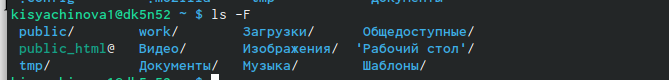 kisyachinova1@dk5n52 ~ $ ls -F
public/ work/ Загрузки/ Общедоступные/
public_html@ Видео/ Изображения/ 'Рабочий стол'/
tmp/ Документы/ Музыка/ Шаблоны/